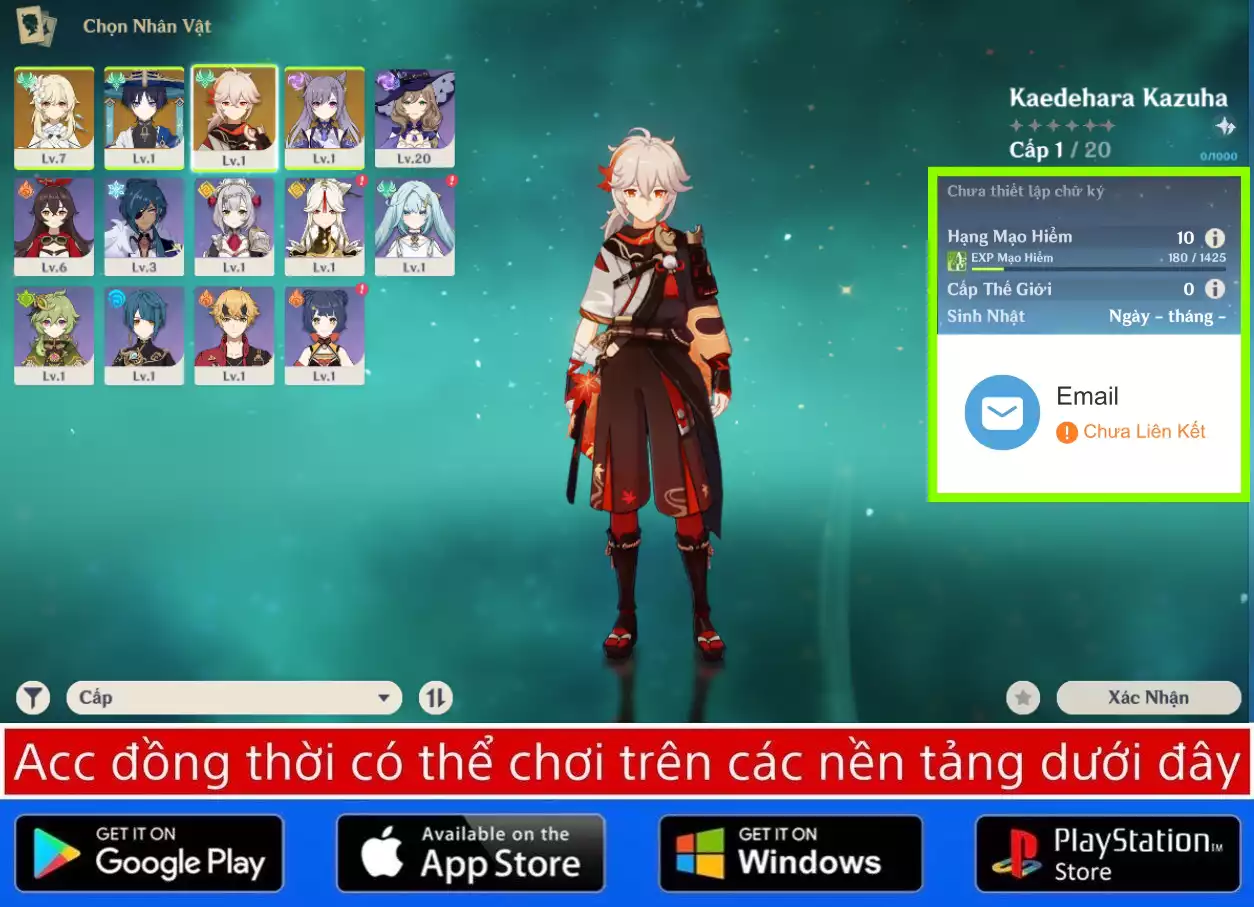 Chọn Nhân Vật
Lv.7
Lv.1
Lv.1
Lv.1
Lv.20
Lv.6
Lv.3
Lv.1
Lv.1
Lv.1
Lv.1
Lv.1
Lv.1
Lv.1
Kaedehara Kazuha
Cấp 1 / 20
0/1000
Chưa thiết lập chữ ký
Hạng Mạo Hiểm 10
EXP Mạo Hiểm 180 / 1425
Cấp Thế Giới 0
Sinh Nhật Ngày - tháng -
Email
Chưa Liên Kết
Cấp
Xác Nhận
Acc đồng thời có thể chơi trên các nền tảng dưới đây
GET IT ON
Google Play
Available on the
App Store
GET IT ON
Windows
PlayStation™
Store